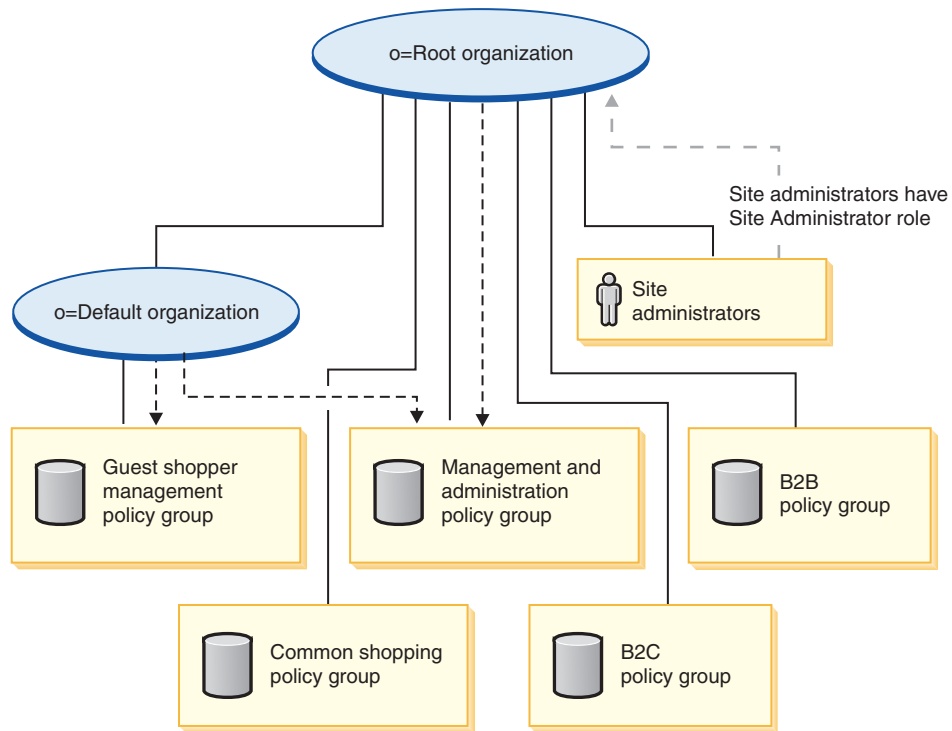 o=Root organization
Site administrators have
Site Administrator role
o=Default organization
Site
administrators
Guest shopper
management
policy group
Management and
administration
policy group
B2B
policy group
Common shopping
policy group
B2C
policy group